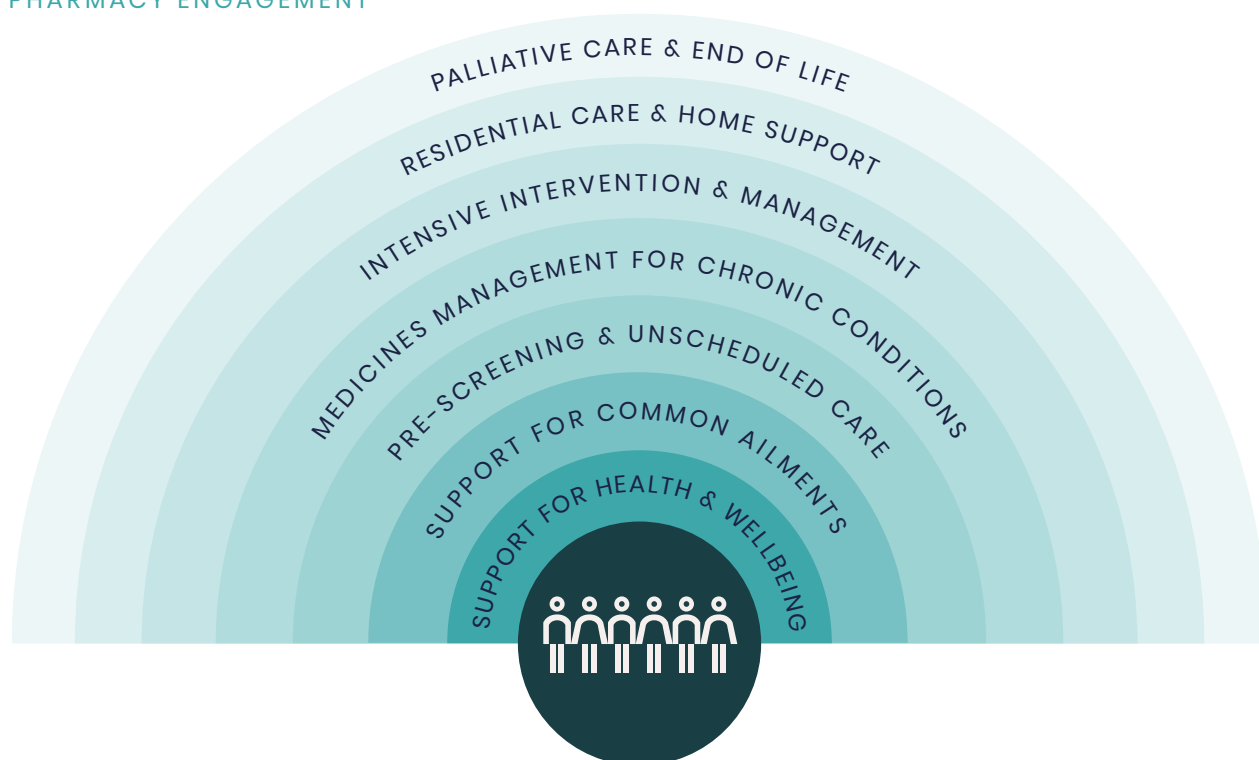 PHARMACY ENGAGEMENT
PALLIATIVE CARE & END OF LIFE
RESIDENTIAL CARE & HOME SUPPORT
INTENSIVE INTERVENTION & MANAGEMENT
MEDICINES MANAGEMENT FOR CHRONIC CONDITIONS
PRE-SCREENING & UNSCHEDULED CARE
SUPPORT FOR COMMON AILMENTS
SUPPORT FOR HEALTH & WELLBEING